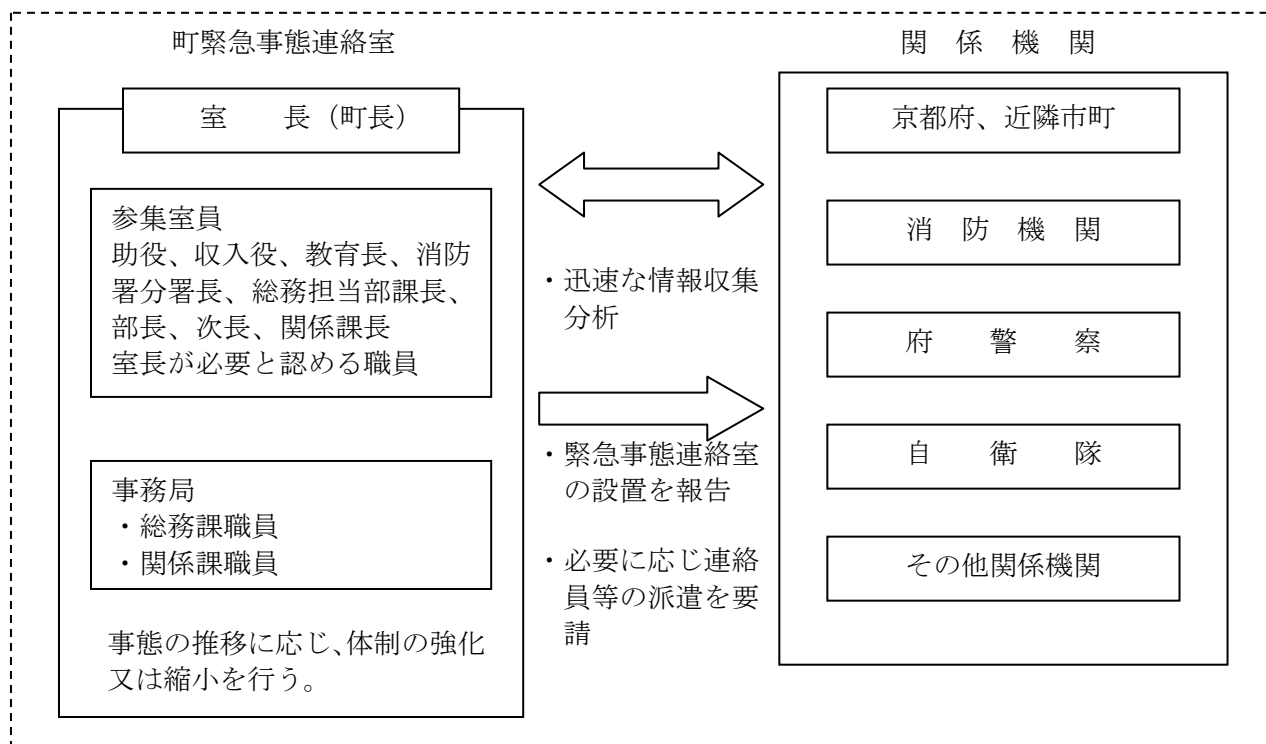 町緊急事態連絡室
室　　長（町長）
参集室員
助役、収入役、教育長、消防
署分署長、総務担当部課長、
部長、次長、関係課長
室長が必要と認める職員
事務局
・総務課職員
・関係課職員
事態の推移に応じ、体制の強化
又は縮小を行う。
・迅速な情報収集
分析
・緊急事態連絡室
の設置を報告
・必要に応じ連絡
員等の派遣を要
請
関　係　機　関
京都府、近隣市町
消　防　機　関
府　　警　　察
自　　衛　　隊
その他関係機関